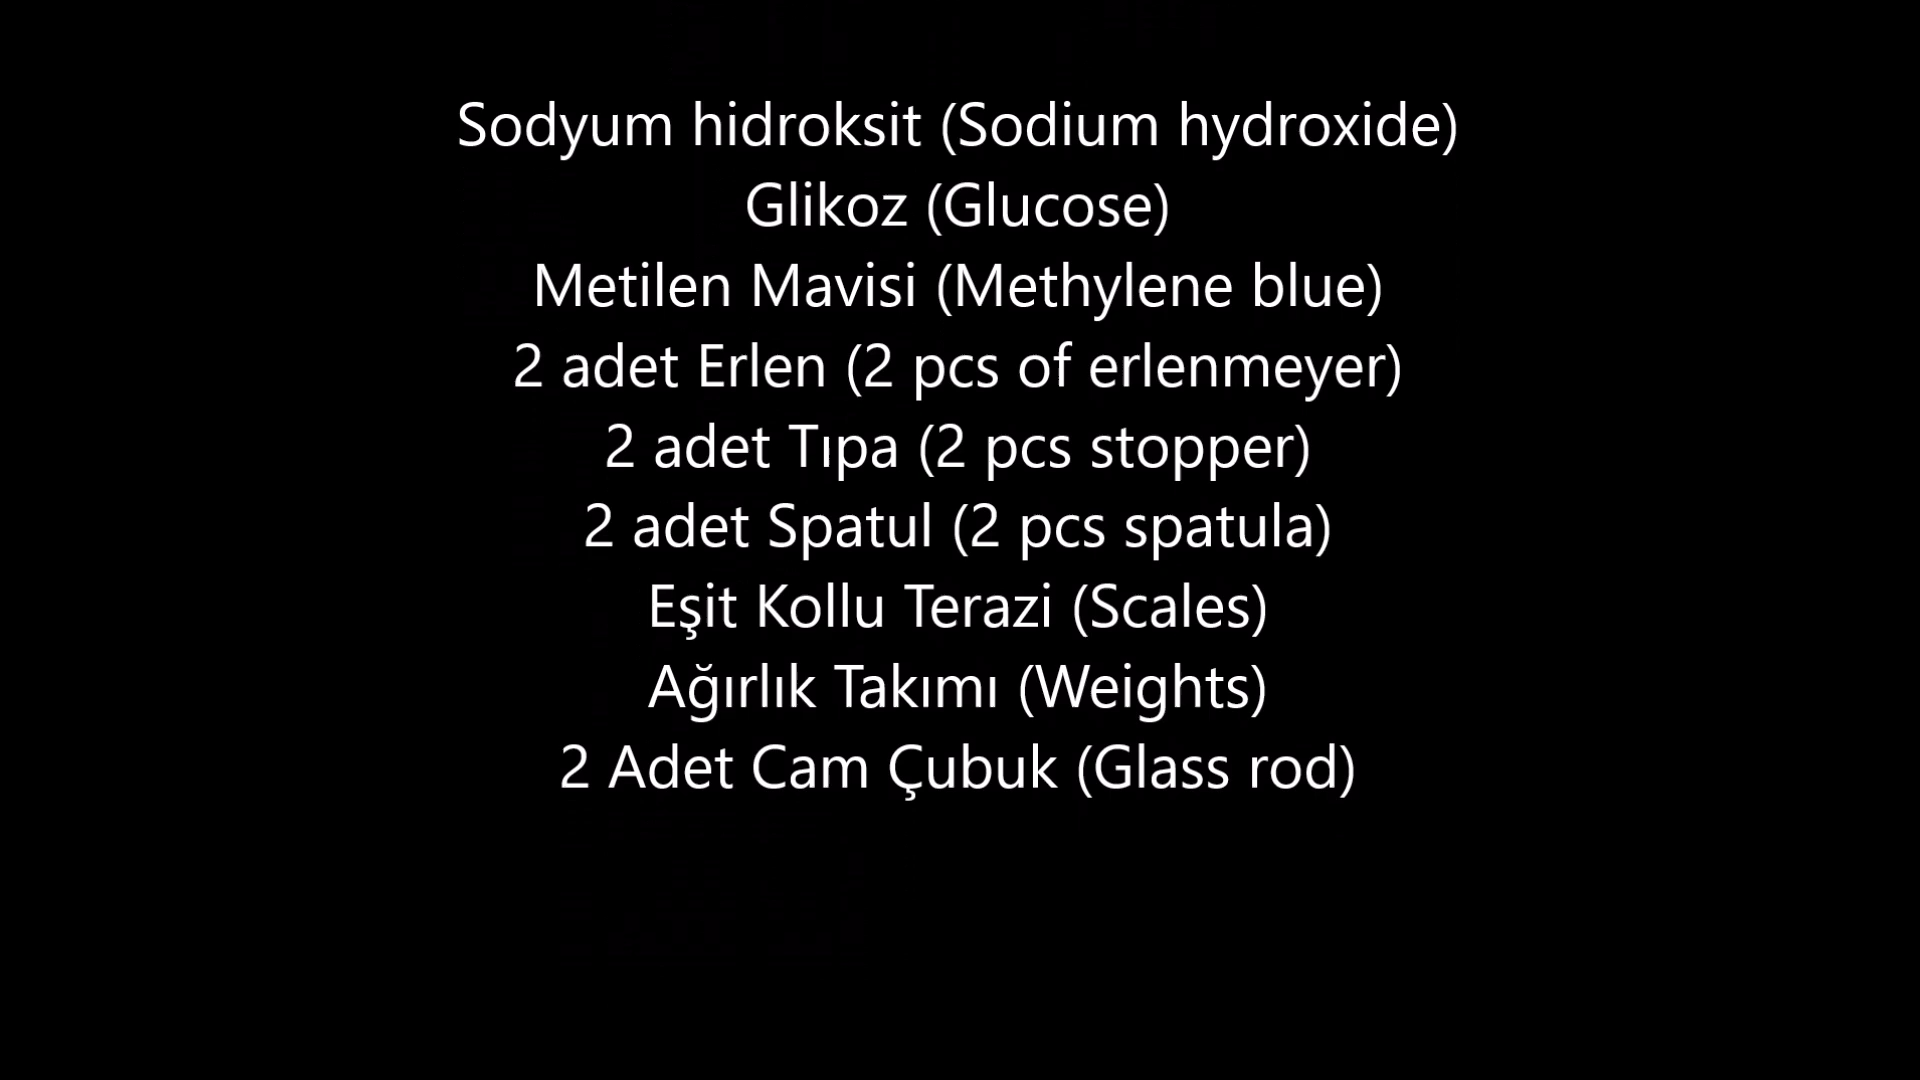 Sodyum hidroksit (Sodium hydroxide)
Glikoz (Glucose)
Metilen Mavisi (Methylene blue)
2 adet Erlen (2 pcs of erlenmeyer)
2 adet Tıpa (2 pcs stopper)
2 adet Spatul (2 pcs spatula)
Eşit Kollu Terazi (Scales)
Ağırlık Takımı (Weights)
2 Adet Cam Çubuk (Glass rod)